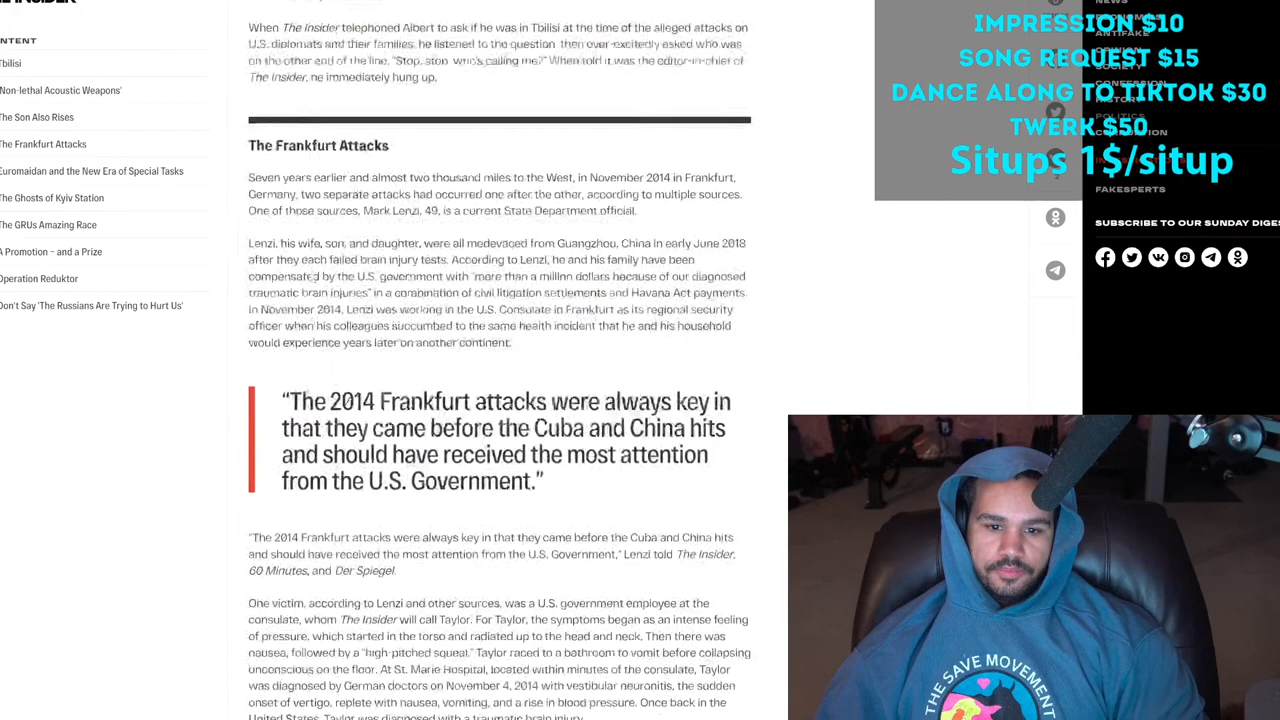 NTENT
Tbilisi
'Non-lethal Acoustic Weapons'
The Son Also Rises
The Frankfurt Attacks
Euromaidan and the New Era of Special Tasks
The Ghosts of Kyiv Station
The GRUs Amazing Race
A Promotion – and a Prize
Operation Reduktor
Don't Say 'The Russians Are Trying to Hurt Us'
When The Insider telephoned Albert to ask if he was in Tbilisi at the time of the alleged attacks on
U.S. diplomats and their families, he listened to the question then over-excitedly asked who was
on the other end of the line, "Stop, stop who's calling me?" When told it was the editor-in-chief of
The Insider, he immediately hung up.
The Frankfurt Attacks
Seven years earlier and almost two thousand miles to the West, in November 2014 in Frankfurt,
Germany, two separate attacks had occurred one after the other, according to multiple sources.
One of those sources, Mark Lenzi, 49, is a current State Department official.
Lenzi, his wife, son, and daughter, were all medevaced from Guangzhou, China in early June 2018
after they each failed brain injury tests. According to Lenzi, he and his family have been
compensated by the U.S. government with "more than a million dollars because of our diagnosed
traumatic brain injuries" in a combination of civil litigation settlements and Havana Act payments.
In November 2014, Lenzi was working in the U.S. Consulate in Frankfurt as its regional security
officer when his colleagues succumbed to the same health incident that he and his household
would experience years later on another continent.
“The 2014 Frankfurt attacks were always key in
that they came before the Cuba and China hits
and should have received the most attention
from the U.S. Government.”
"The 2014 Frankfurt attacks were always key in that they came before the Cuba and China hits
and should have received the most attention from the U.S. Government," Lenzi told The Insider,
60 Minutes, and Der Spiegel.
One victim, according to Lenzi and other sources, was a U.S. government employee at the
consulate, whom The Insider will call Taylor. For Taylor, the symptoms began as an intense feeling
of pressure, which started in the torso and radiated up to the head and neck. Then there was
nausea, followed by a "high-pitched squeal." Taylor raced to a bathroom to vomit before collapsing
unconscious on the floor. At St. Marie Hospital, located within minutes of the consulate, Taylor
was diagnosed by German doctors on November 4, 2014 with vestibular neuronitis, the sudden
onset of vertigo, replete with nausea, vomiting, and a rise in blood pressure. Once back in the
United States, Taylor was diagnosed with a traumatic brain injury.
IMPRESSION $10
SONG REQUEST $15
DANCE ALONG TO TIKTOK $30
TWERK $50
Situps 1$/situp
NEWS
ANTIFAKE
OPINION
SOCIETY
CONFESSION
HISTORY
POLITICS
FAKESPERTS
SUBSCRIBE TO OUR SUNDAY DIGES
THE SAVE MOVEMENT